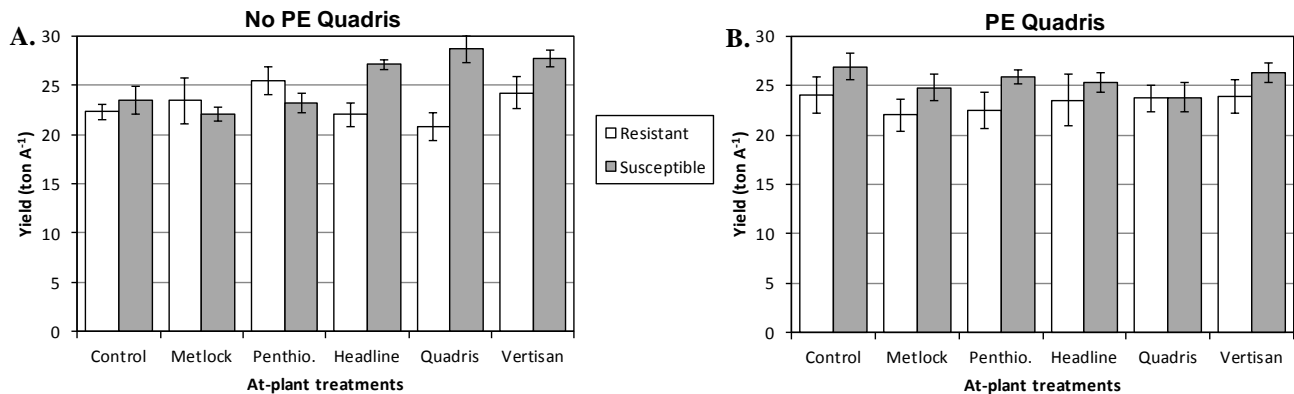 No PE Quadris
A.
30
25
20
15
10
5
0
Yield (ton A⁻¹)
Control Metlock Penthio. Headline Quadris Vertisan
At-plant treatments
Resistant
Susceptible
PE Quadris
B.
30
25
20
15
10
5
0
Yield (ton A⁻¹)
Control Metlock Penthio. Headline Quadris Vertisan
At-plant treatments